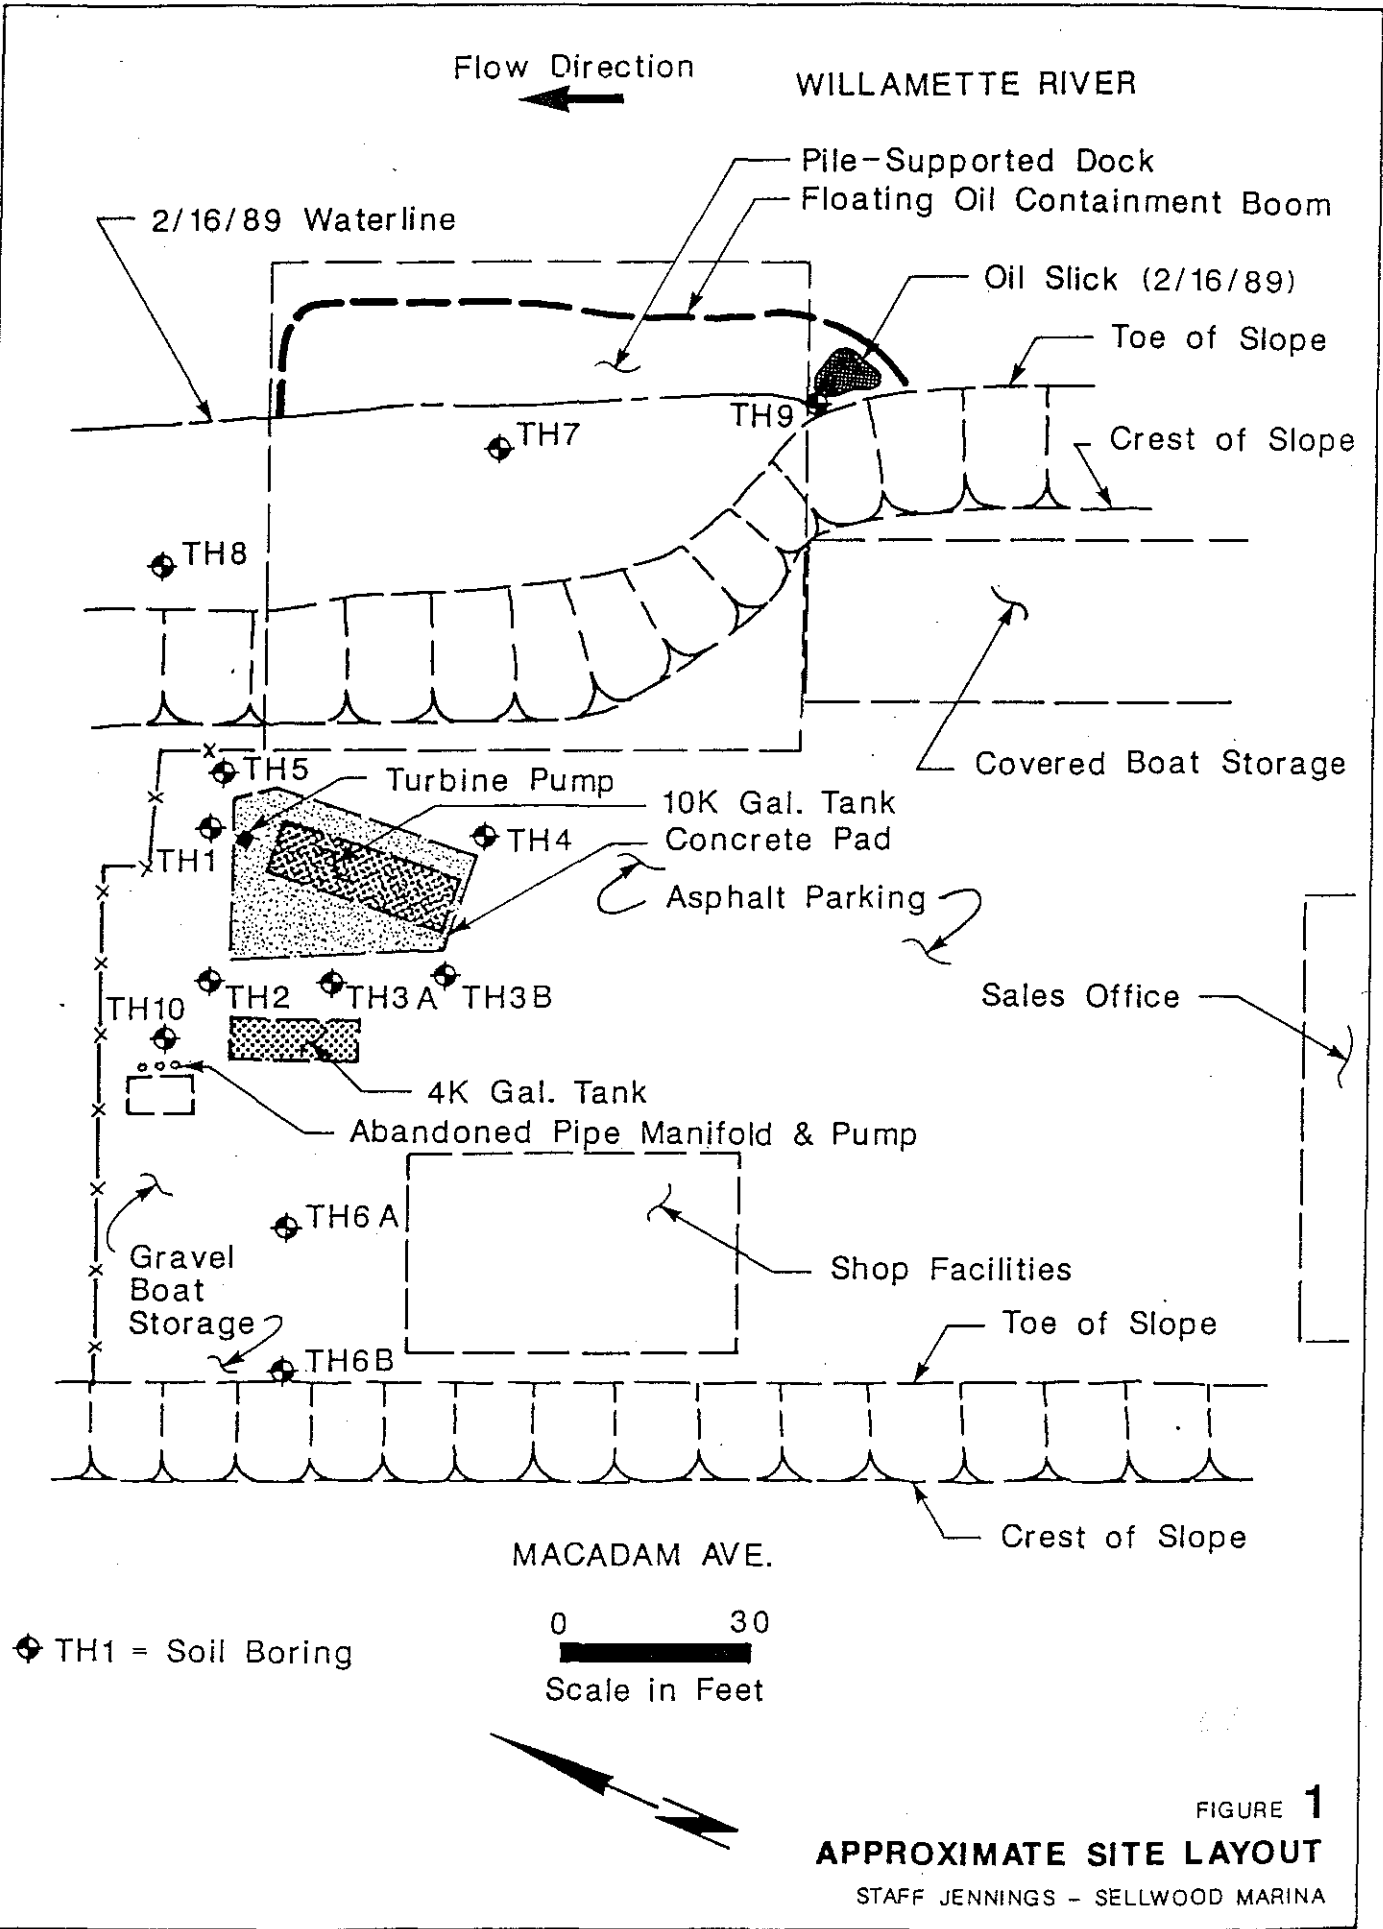 Flow Direction
WILLAMETTE RIVER
Pile-Supported Dock
Floating Oil Containment Boom
2/16/89 Waterline
Oil Slick (2/16/89)
Toe of Slope
TH9
TH7
Crest of Slope
TH8
Covered Boat Storage
TH5
Turbine Pump
10K Gal. Tank
TH4
Concrete Pad
TH1
Asphalt Parking
TH2
TH3A
TH3B
Sales Office
TH10
4K Gal. Tank
Abandoned Pipe Manifold & Pump
TH6A
Gravel
Boat
Storage
Shop Facilities
Toe of Slope
TH6B
Crest of Slope
MACADAM AVE.
0 30
Scale in Feet
TH1 = Soil Boring
FIGURE 1
APPROXIMATE SITE LAYOUT
STAFF JENNINGS - SELLWOOD MARINA